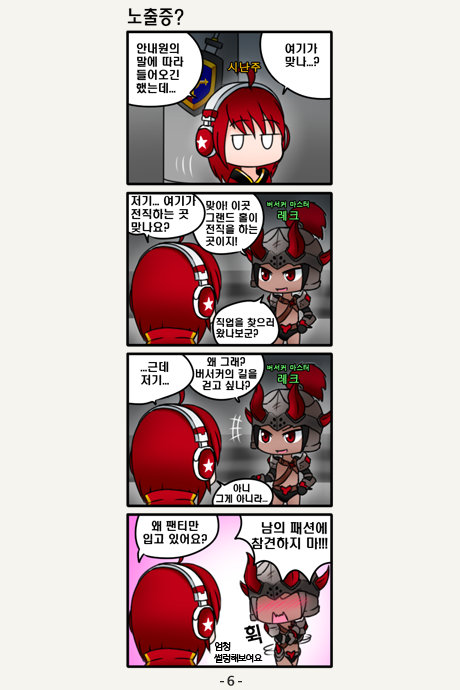 노출증?
안내원의
말에 따라
들어오긴
했는데...
여기가
맞나...?
시난주
저기... 여기가
전직하는 곳
맞나요?
맞아! 이곳
그랜드 홀이
전직을 하는
곳이지!
버서커 마스터
레크
직업을 찾으러
왔나보군?
...근데
저기...
왜 그래?
버서커의 길을
걷고 싶나?
버서커 마스터
레크
아니
그게 아니라...
왜 팬티만
입고 있어요?
남의 패션에
참견하지 마!!!
휙
엄청
썰렁해보여요
- 6 -